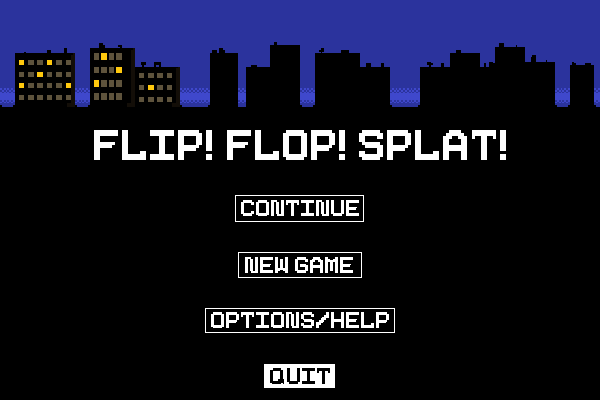 FLIP! FLOP! SPLAT!
CONTINUE
NEW GAME
OPTIONS/HELP
QUIT